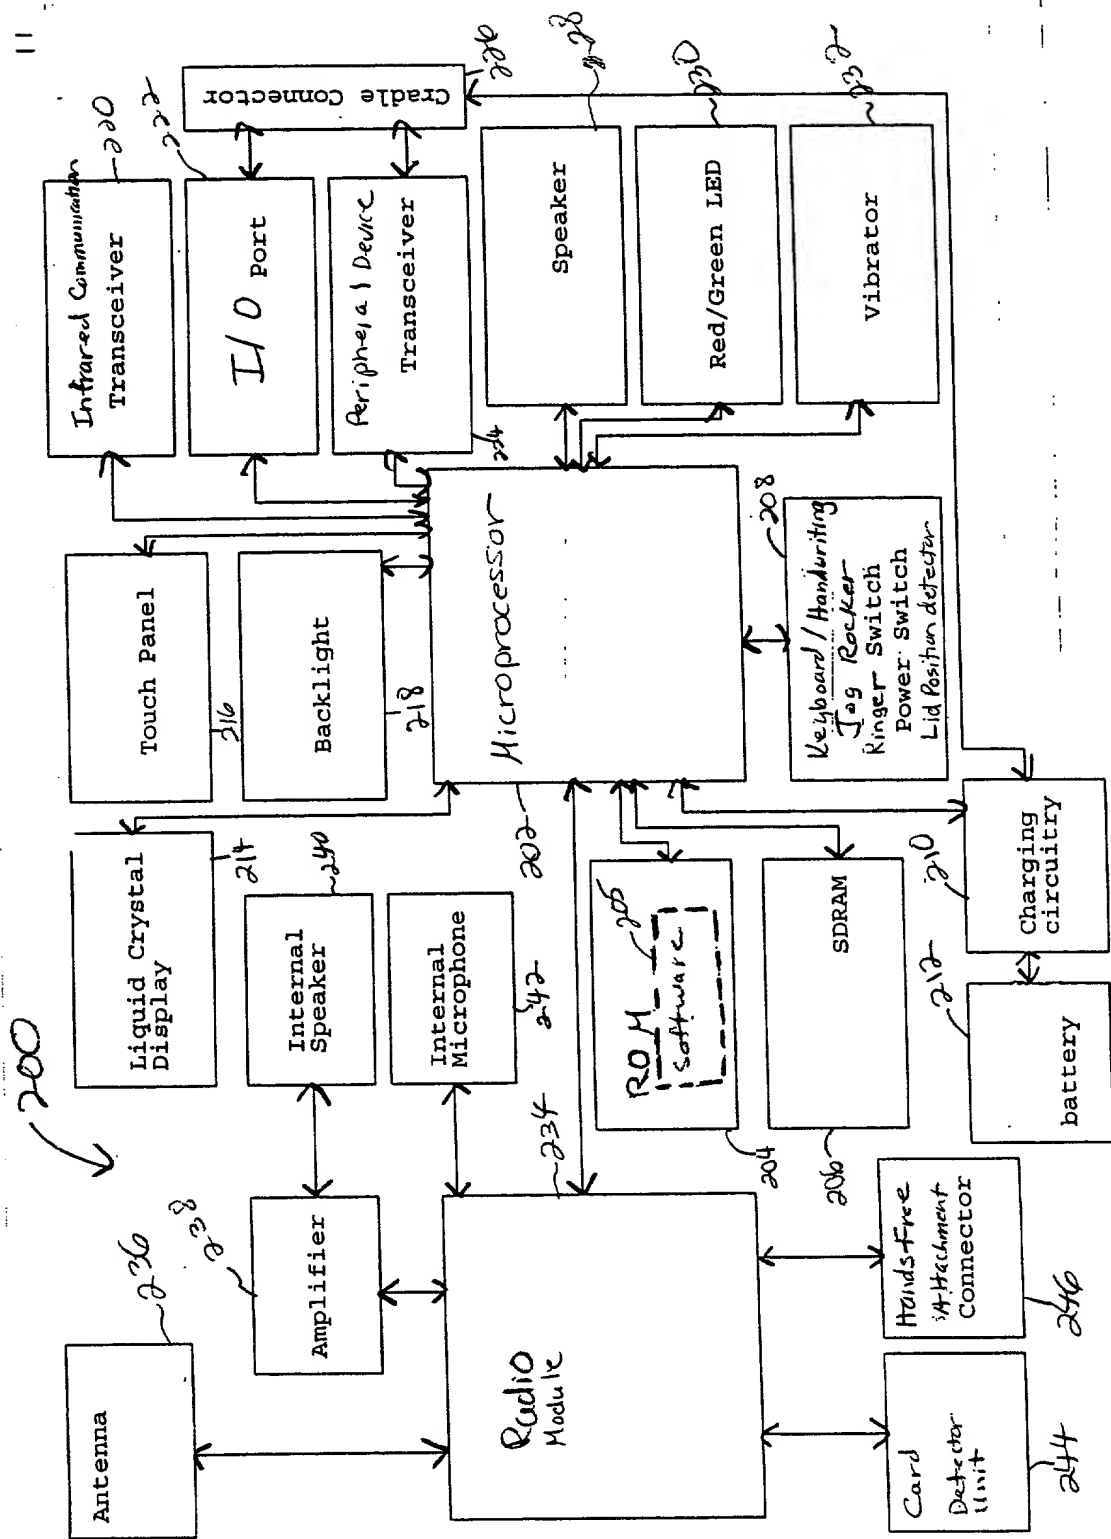 200
11
Antenna
236
Amplifier
238
Radio
Module
234
Card
Detector
Unit
244
Hands-Free
Attachment
Connector
246
Liquid Crystal
Display
214
Internal
Speaker
240
Internal
Microphone
242
ROM
Software
205
204
SDRAM
206
battery
212
Charging
circuitry
210
Touch Panel
216
Backlight
218
Microprocessor
202
Keyboard/Handwriting
Jog Rocker
Ringer Switch
Power Switch
Lid Position detector
208
Infrared Communication
Transceiver
220
I/O Port
222
Peripheral Device
Transceiver
224
Cradle Connector
226
Speaker
228
Red/Green LED
230
Vibrator
232